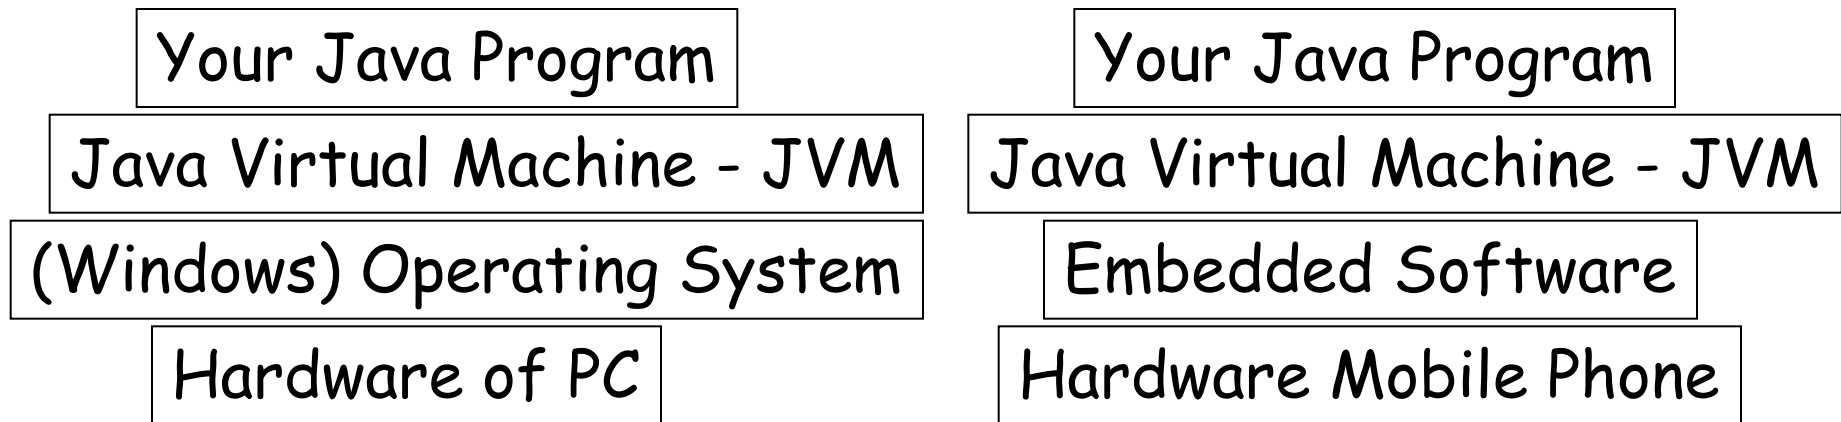 Your Java Program
Java Virtual Machine - JVM
(Windows) Operating System
Hardware of PC
Your Java Program
Java Virtual Machine - JVM
Embedded Software
Hardware Mobile Phone